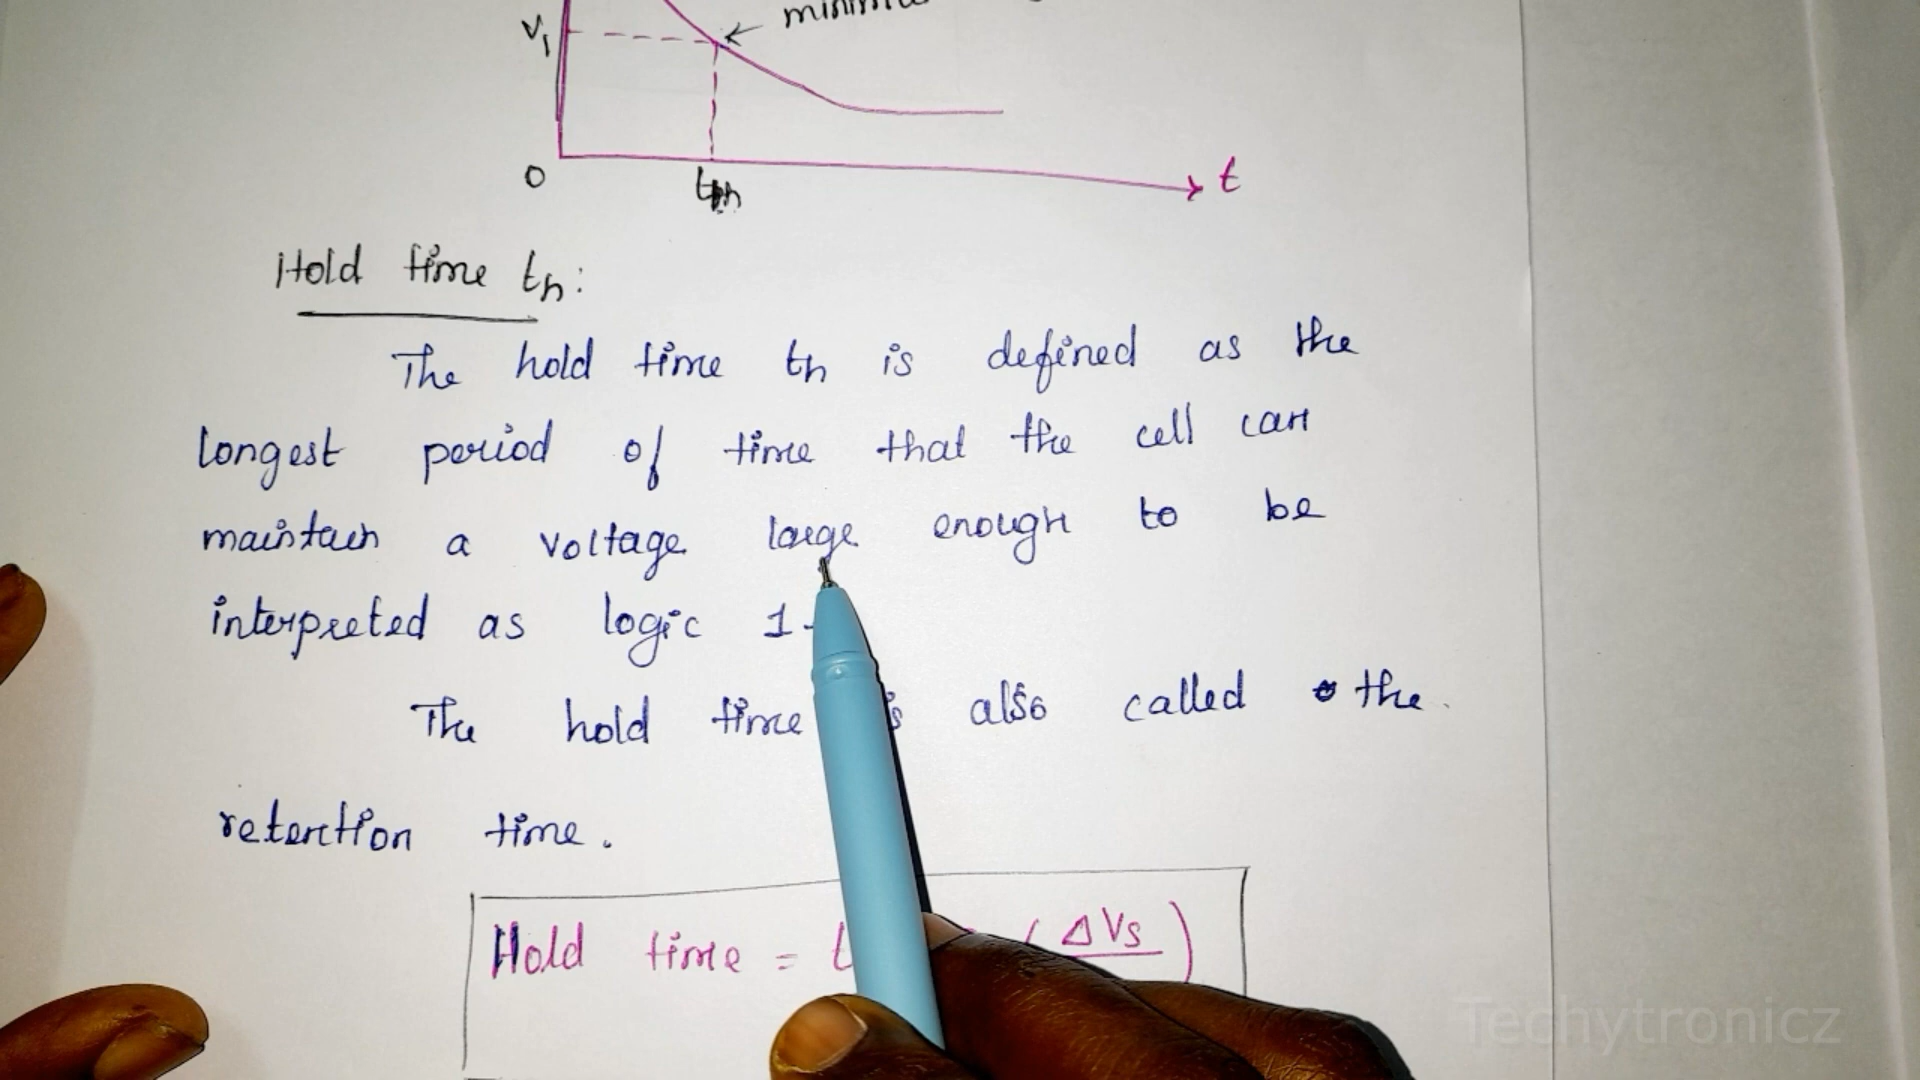 V1
0
th
t
Hold time th:
The hold time th is defined as the
longest period of time that the cell can
maintain a voltage large enough to be
interpreted as logic 1.
The hold time is also called the
retention time.
Hold time = t ( ΔVs )
Techytronicz